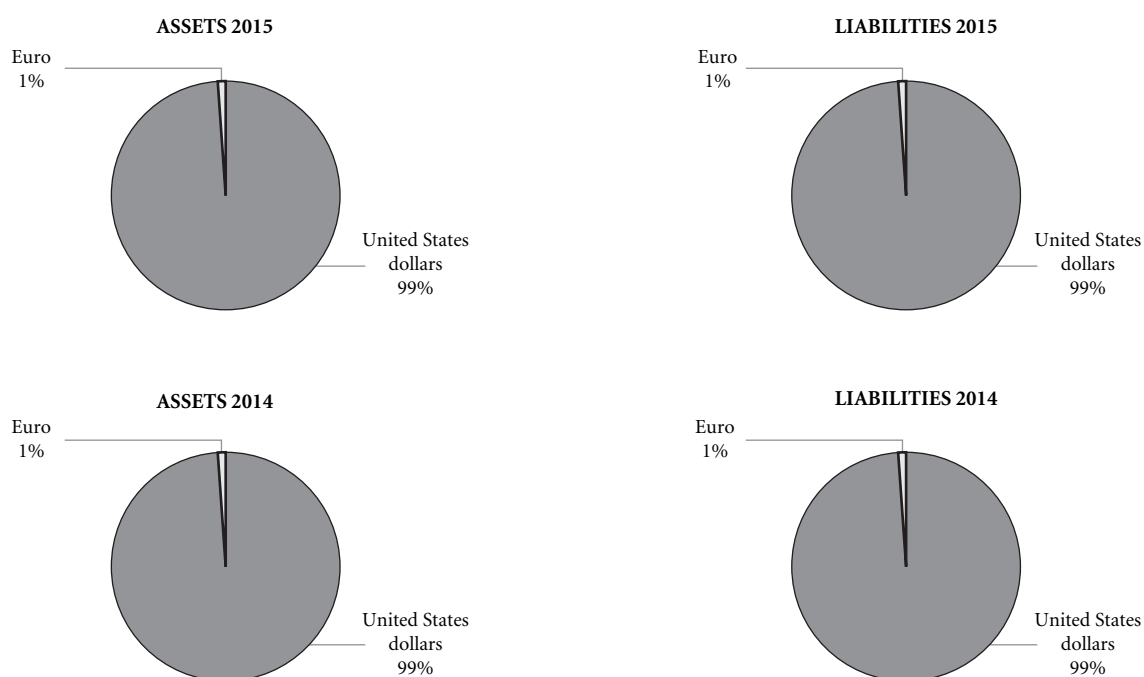 ASSETS 2015
Euro
1%
United States
dollars
99%
LIABILITIES 2015
Euro
1%
United States
dollars
99%
ASSETS 2014
Euro
1%
United States
dollars
99%
LIABILITIES 2014
Euro
1%
United States
dollars
99%